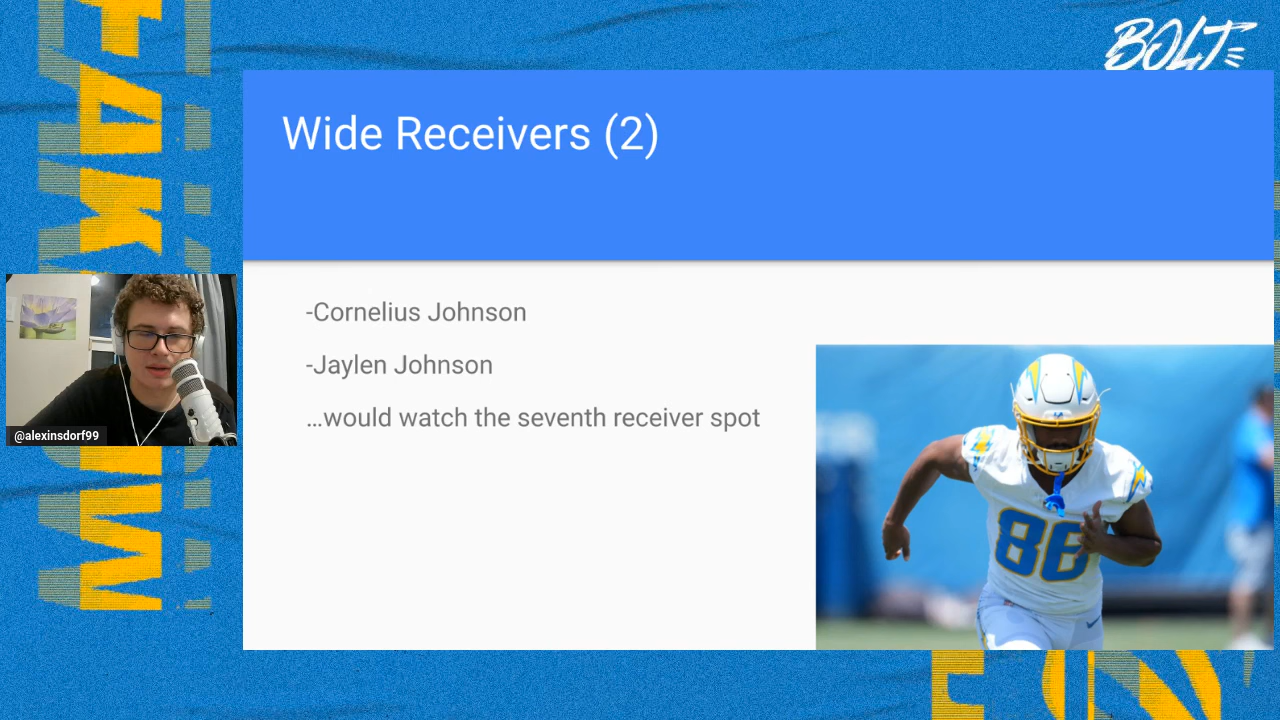 BOLT
Wide Receivers (2)
-Cornelius Johnson
-Jaylen Johnson
…would watch the seventh receiver spot
@alexinsdorf99
86